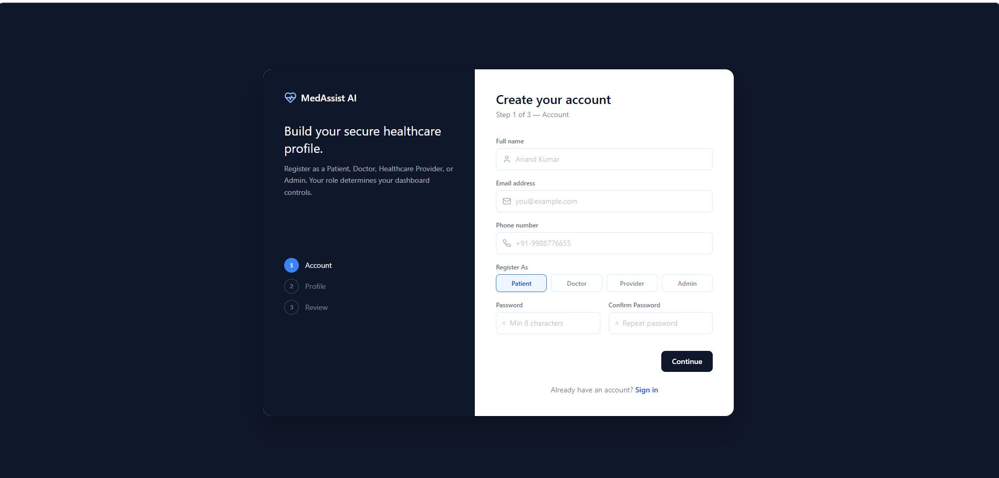 MedAssist AI
Build your secure healthcare
profile.
Register as a Patient, Doctor, Healthcare Provider, or
Admin. Your role determines your dashboard
controls.
1 Account
2 Profile
3 Review
Create your account
Step 1 of 3 — Account
Full name
Anand Kumar
Email address
you@example.com
Phone number
+91-9988776655
Register As
Patient Doctor Provider Admin
Password Confirm Password
Min 8 characters Repeat password
Continue
Already have an account? Sign in